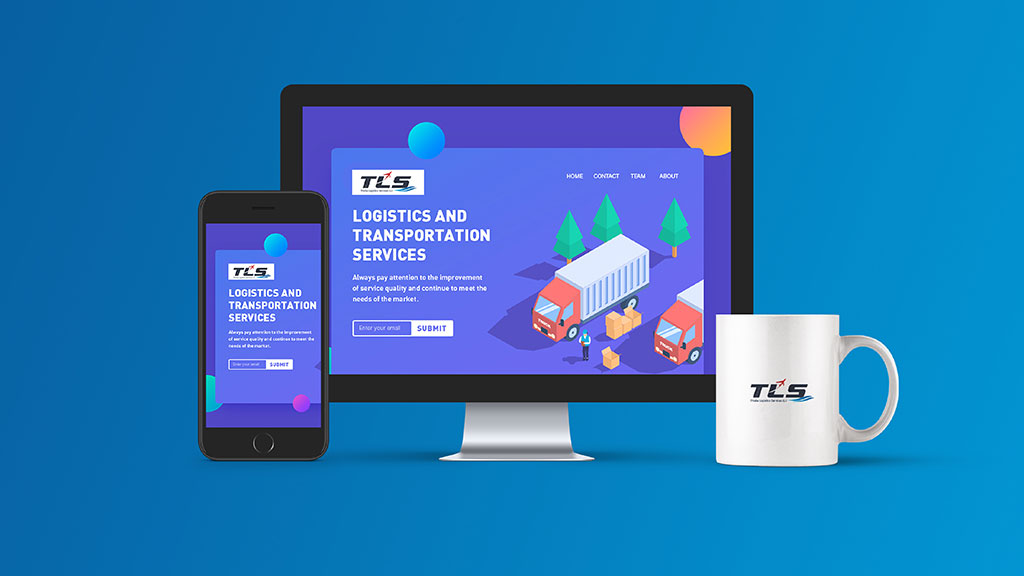 TLS
HOME CONTACT TEAM ABOUT
LOGISTICS AND
TRANSPORTATION
SERVICES
Always pay attention to the improvement
of service quality and continue to meet the
needs of the market.
Enter your email SUBMIT
TLS
LOGISTICS AND
TRANSPORTATION
SERVICES
Always pay attention to the improvement
of service quality and continue to meet the
needs of the market.
Enter your email SUBMIT
TLS